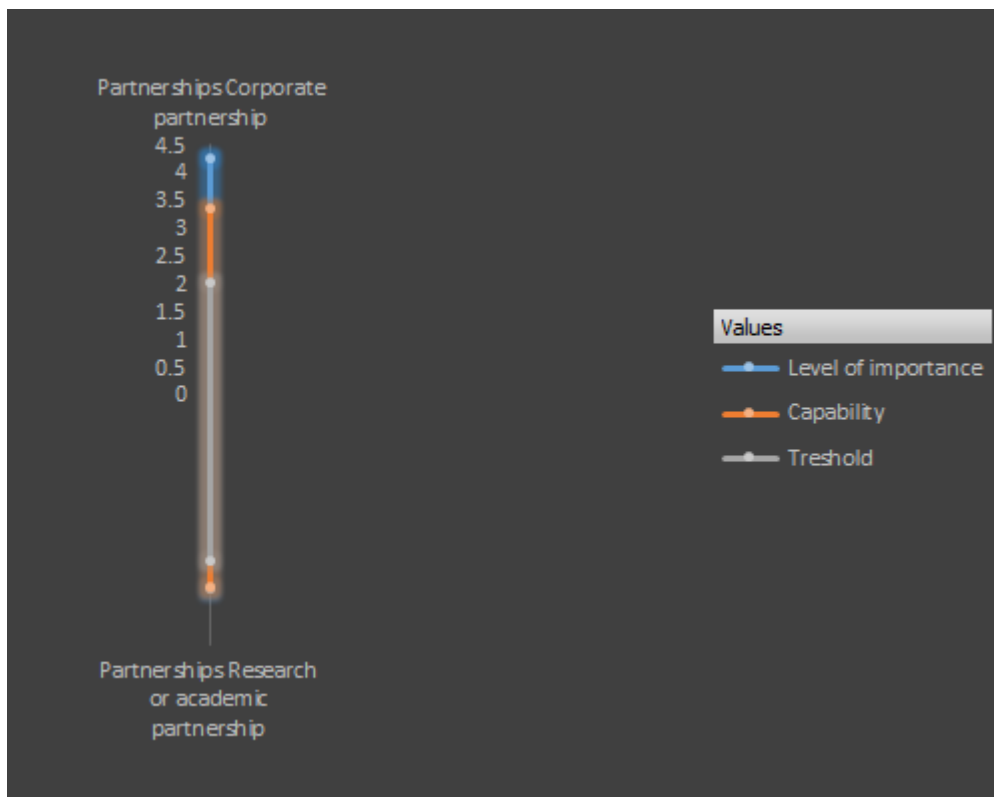 Partnerships Corporate
partnership
4.5
4
3.5
3
2.5
2
1.5
1
0.5
0
Values
Level of importance
Capability
Treshold
Partnerships Research
or academic
partnership